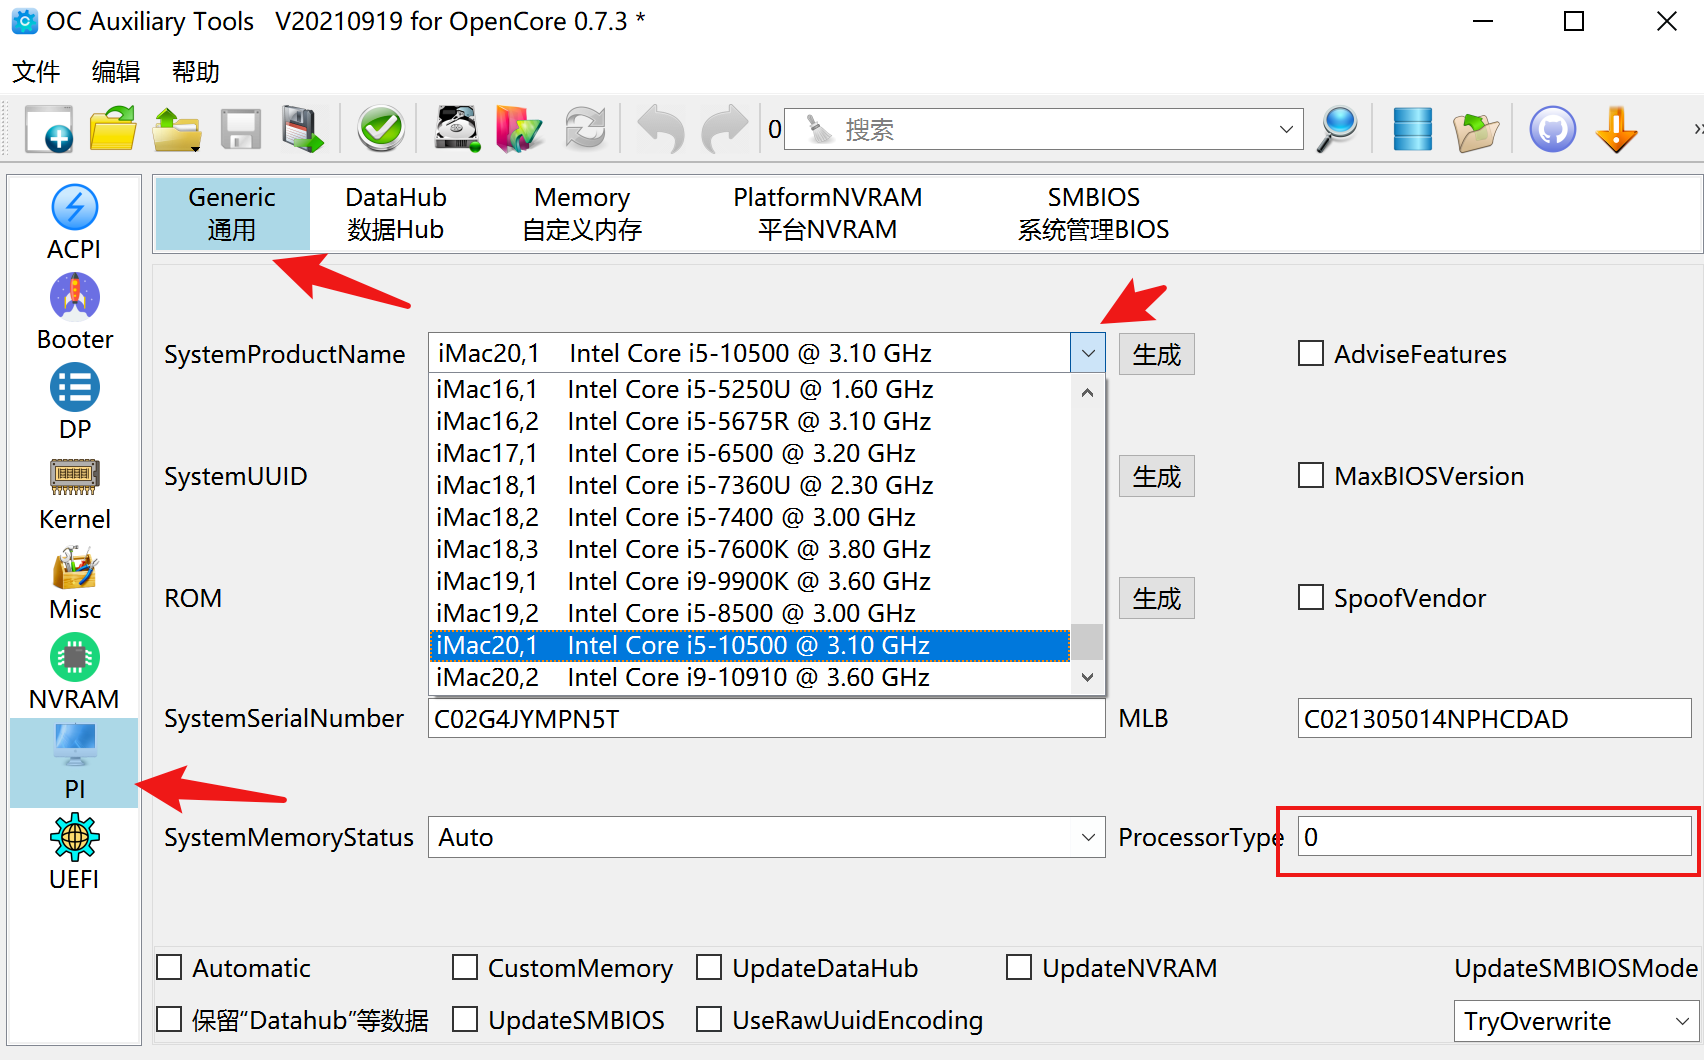 OC Auxiliary Tools   V20210919 for OpenCore 0.7.3 *
文件 编辑 帮助
0 搜索
Generic DataHub Memory PlatformNVRAM SMBIOS
通用 数据Hub 自定义内存 平台NVRAM 系统管理BIOS
ACPI
Booter
DP
Kernel
Misc
NVRAM
PI
UEFI
SystemProductName iMac20,1 Intel Core i5-10500 @ 3.10 GHz 生成 AdviseFeatures
iMac16,1 Intel Core i5-5250U @ 1.60 GHz
iMac16,2 Intel Core i5-5675R @ 3.10 GHz
iMac17,1 Intel Core i5-6500 @ 3.20 GHz
SystemUUID 生成 MaxBIOSVersion
iMac18,1 Intel Core i5-7360U @ 2.30 GHz
iMac18,2 Intel Core i5-7400 @ 3.00 GHz
iMac18,3 Intel Core i5-7600K @ 3.80 GHz
iMac19,1 Intel Core i9-9900K @ 3.60 GHz
ROM 生成 SpoofVendor
iMac19,2 Intel Core i5-8500 @ 3.00 GHz
iMac20,1 Intel Core i5-10500 @ 3.10 GHz
iMac20,2 Intel Core i9-10910 @ 3.60 GHz
SystemSerialNumber C02G4JYMPN5T MLB C021305014NPHCDAD
SystemMemoryStatus Auto ProcessorType 0
Automatic CustomMemory UpdateDataHub UpdateNVRAM UpdateSMBIOSMode
保留“Datahub”等数据 UpdateSMBIOS UseRawUuidEncoding TryOverwrite